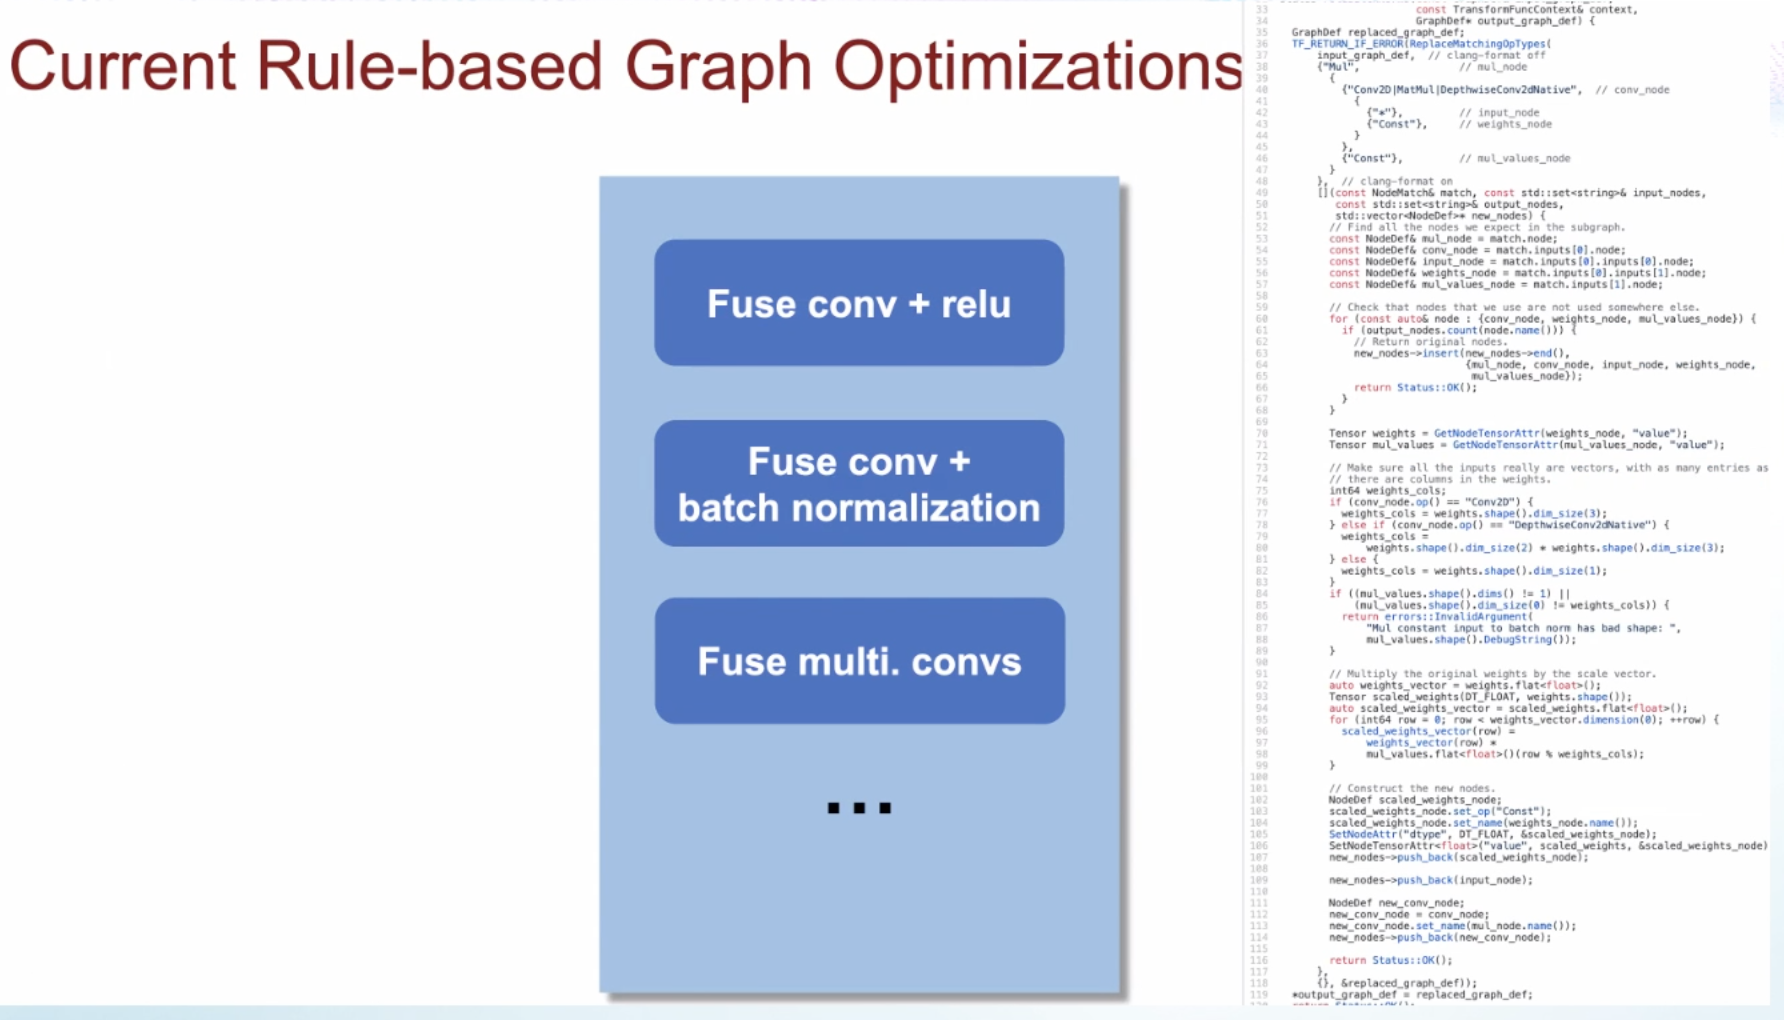 Current Rule-based Graph Optimizations
Fuse conv + relu
Fuse conv +
batch normalization
Fuse multi. convs
...
33 const TransformFuncContext& context,
34 GraphDef* output_graph_def) {
35 GraphDef replaced_graph_def;
36 TF_RETURN_IF_ERROR(ReplaceMatchingOpTypes(
37 input_graph_def, // clang-format off
38 {"Mul", // mul_node
39 {
40 {"Conv2D|MatMul|DepthwiseConv2dNative", // conv_node
41 {
42 {"*"}, // input_node
43 {"Const"}, // weights_node
44 }
45 },
46 {"Const"}, // mul_values_node
47 }
48 }, // clang-format on
49 [](const NodeMatch& match, const std::set<string>& input_nodes,
50 const std::set<string>& output_nodes,
51 std::vector<NodeDef>* new_nodes) {
52 // Find all the nodes we expect in the subgraph.
53 const NodeDef& mul_node = match.node;
54 const NodeDef& conv_node = match.inputs[0].node;
55 const NodeDef& input_node = match.inputs[0].inputs[0].node;
56 const NodeDef& weights_node = match.inputs[0].inputs[1].node;
57 const NodeDef& mul_values_node = match.inputs[1].node;
58
59 // Check that nodes that we use are not used somewhere else.
60 for (const auto& node : {conv_node, weights_node, mul_values_node}) {
61 if (output_nodes.count(node.name())) {
62 // Return original nodes.
63 new_nodes->insert(new_nodes->end(),
64 {mul_node, conv_node, input_node, weights_node,
65 mul_values_node});
66 return Status::OK();
67 }
68 }
69
70 Tensor weights = GetNodeTensorAttr(weights_node, "value");
71 Tensor mul_values = GetNodeTensorAttr(mul_values_node, "value");
72
73 // Make sure all the inputs really are vectors, with as many entries as
74 // there are columns in the weights.
75 int64 weights_cols;
76 if (conv_node.op() == "Conv2D") {
77 weights_cols = weights.shape().dim_size(3);
78 } else if (conv_node.op() == "DepthwiseConv2dNative") {
79 weights_cols =
80 weights.shape().dim_size(2) * weights.shape().dim_size(3);
81 } else {
82 weights_cols = weights.shape().dim_size(1);
83 }
84 if ((mul_values.shape().dims() != 1) ||
85 (mul_values.shape().dim_size(0) != weights_cols)) {
86 return errors::InvalidArgument(
87 "Mul constant input to batch norm has bad shape: ",
88 mul_values.shape().DebugString());
89 }
90
91 // Multiply the original weights by the scale vector.
92 auto weights_vector = weights.flat<float>();
93 Tensor scaled_weights(DT_FLOAT, weights.shape());
94 auto scaled_weights_vector = scaled_weights.flat<float>();
95 for (int64 row = 0; row < weights_vector.dimension(0); ++row) {
96 scaled_weights_vector(row) =
97 weights_vector(row) *
98 mul_values.flat<float>()(row % weights_cols);
99 }
100
101 // Construct the new nodes.
102 NodeDef scaled_weights_node;
103 scaled_weights_node.set_op("Const");
104 scaled_weights_node.set_name(weights_node.name());
105 SetNodeAttr("dtype", DT_FLOAT, &scaled_weights_node);
106 SetNodeTensorAttr<float>("value", scaled_weights, &scaled_weights_node)
107 new_nodes->push_back(scaled_weights_node);
108
109 new_nodes->push_back(input_node);
110
111 NodeDef new_conv_node;
112 new_conv_node = conv_node;
113 new_conv_node.set_name(mul_node.name());
114 new_nodes->push_back(new_conv_node);
115
116 return Status::OK();
117 },
118 {}, &replaced_graph_def));
119 *output_graph_def = replaced_graph_def;